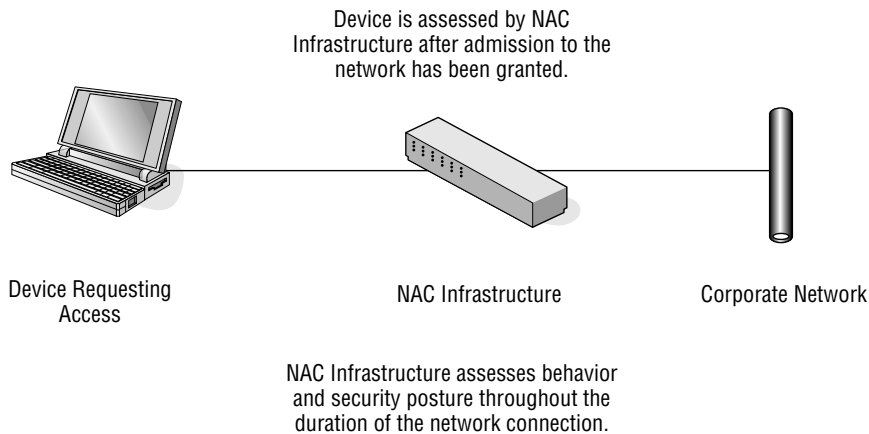 Device is assessed by NAC
Infrastructure after admission to the
network has been granted.
Device Requesting
Access
NAC Infrastructure
Corporate Network
NAC Infrastructure assesses behavior
and security posture throughout the
duration of the network connection.